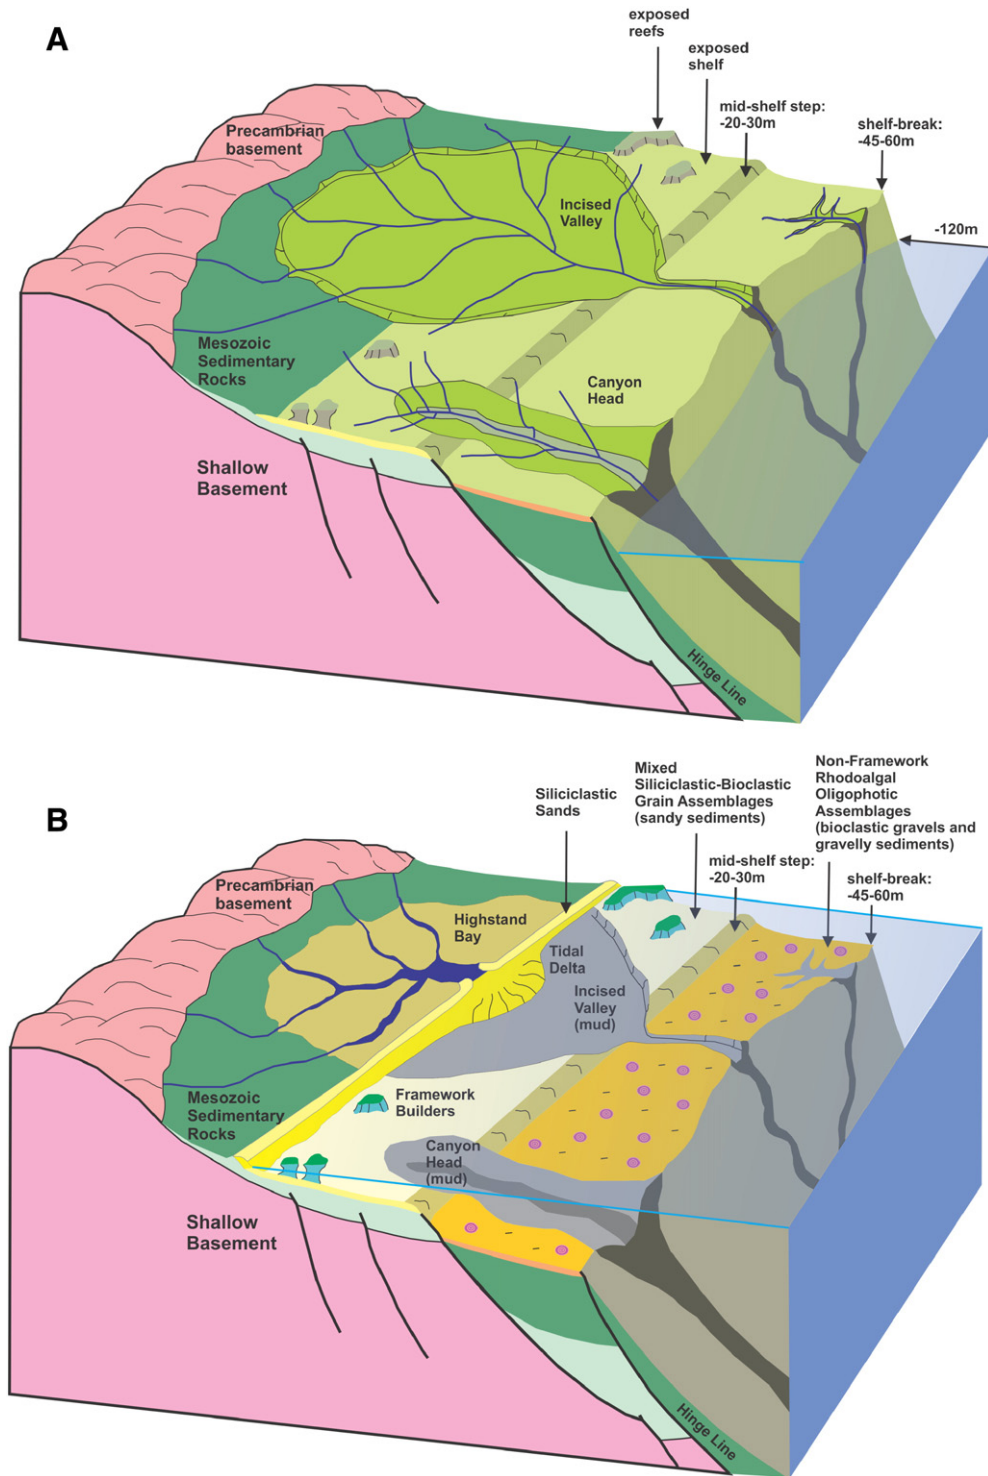 A
exposed
reefs
exposed
shelf
mid-shelf step:
-20-30m
shelf-break:
-45-60m
Precambrian
basement
Incised
Valley
-120m
Mesozoic
Sedimentary
Rocks
Canyon
Head
Shallow
Basement
Hinge Line
B
Siliciclastic
Sands
Mixed
Siliciclastic-Bioclastic
Grain Assemblages
(sandy sediments)
Non-Framework
Rhodoalgal
Oligophotic
Assemblages
(bioclastic gravels and
gravelly sediments)
mid-shelf step:
-20-30m
shelf-break:
-45-60m
Precambrian
basement
Highstand
Bay
Tidal
Delta
Incised
Valley
(mud)
Mesozoic
Sedimentary
Rocks
Framework
Builders
Canyon
Head
(mud)
Shallow
Basement
Hinge Line